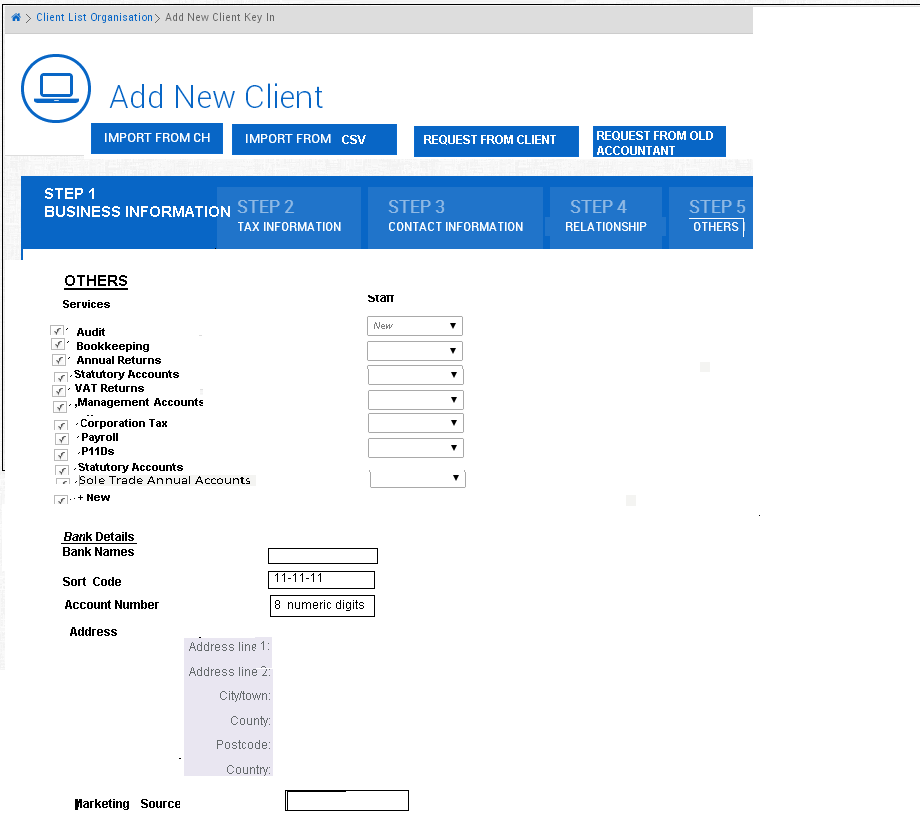 Client List Organisation > Add New Client Key In
Add New Client
IMPORT FROM CH
IMPORT FROM CSV
REQUEST FROM CLIENT
REQUEST FROM OLD
ACCOUNTANT
STEP 1
BUSINESS INFORMATION
STEP 2
TAX INFORMATION
STEP 3
CONTACT INFORMATION
STEP 4
RELATIONSHIP
STEP 5
OTHERS
OTHERS
Services
Staff
Audit
New
Bookkeeping
Annual Returns
Statutory Accounts
VAT Returns
Management Accounts
Corporation Tax
Payroll
P11Ds
Statutory Accounts
Sole Trade Annual Accounts
+ New
Bank Details
Bank Names
Sort Code
11-11-11
Account Number
8 numeric digits
Address
Address line 1:
Address line 2:
City/town:
County:
Postcode:
Country:
Marketing Source